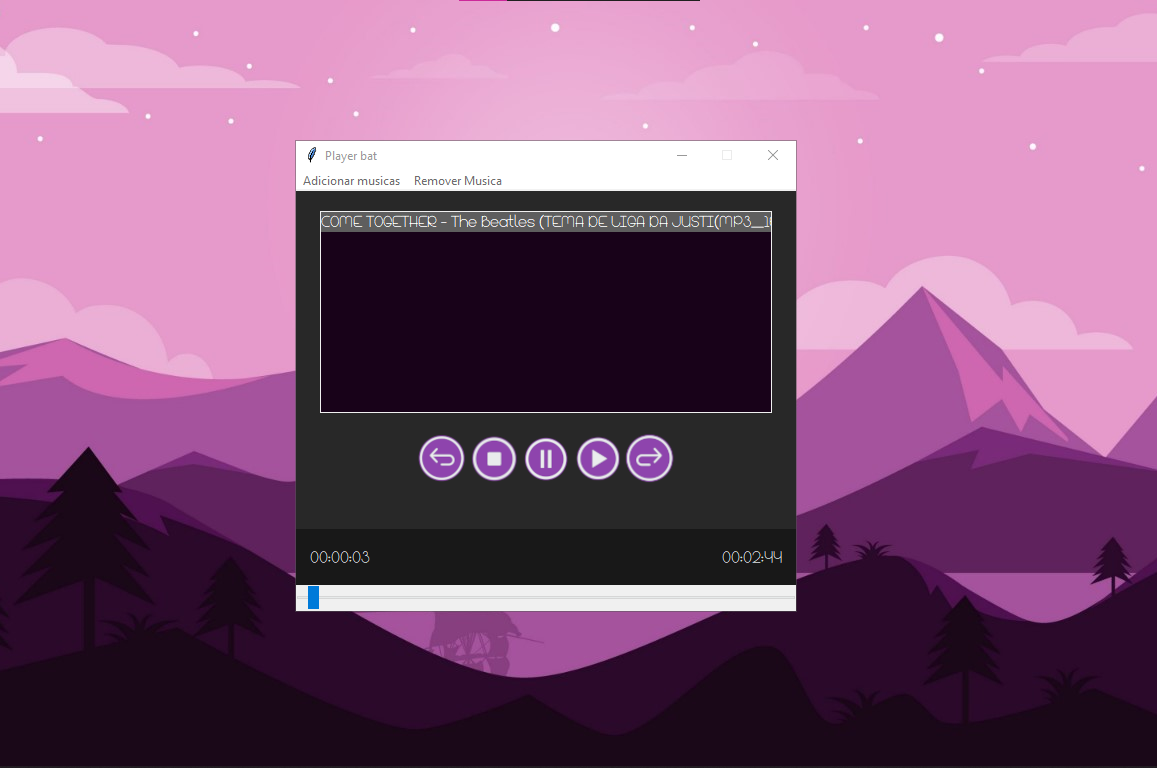 Player bat
Adicionar musicas Remover Musica
COME TOGETHER - The Beatles (TEMA DE LIGA DA JUSTI(MP3_1
00:00:03 00:02:44